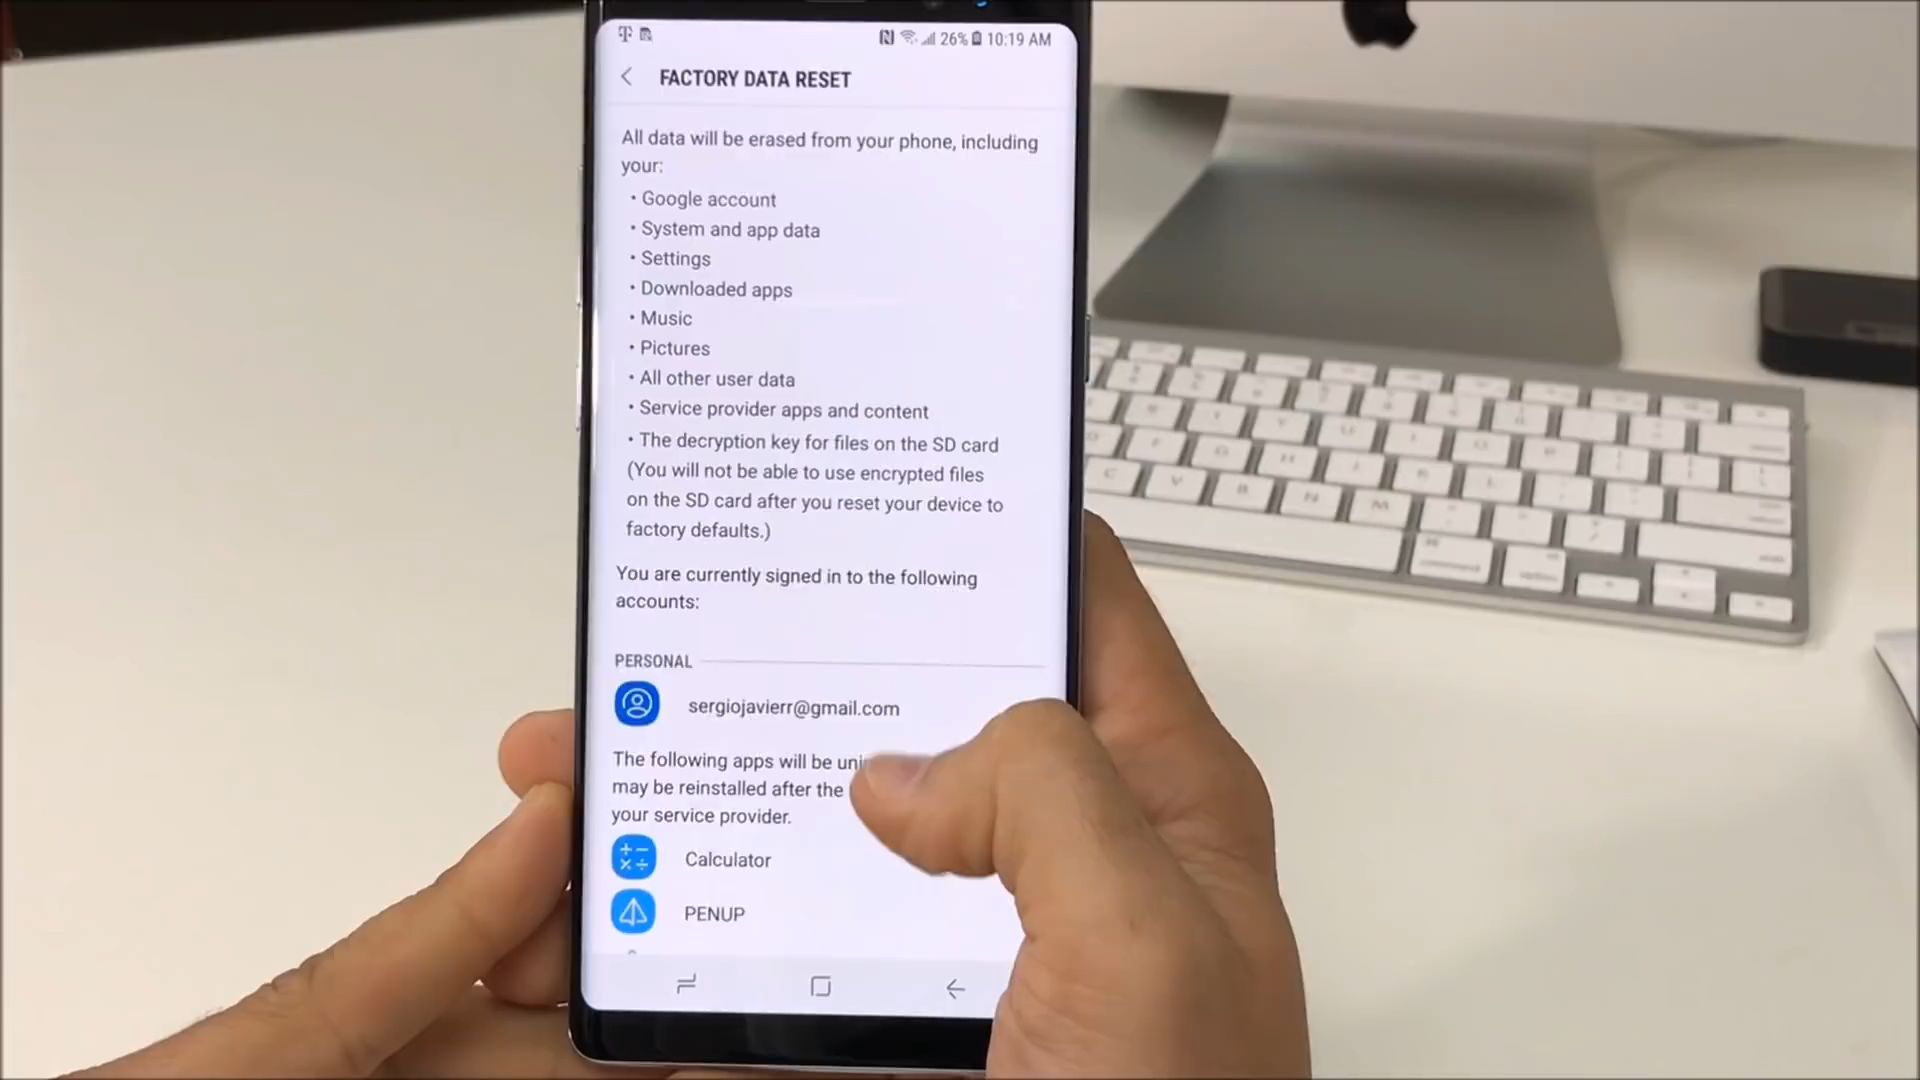 26% 10:19 AM
FACTORY DATA RESET
All data will be erased from your phone, including
your:
• Google account
• System and app data
• Settings
• Downloaded apps
• Music
• Pictures
• All other user data
• Service provider apps and content
• The decryption key for files on the SD card
(You will not be able to use encrypted files
on the SD card after you reset your device to
factory defaults.)
You are currently signed in to the following
accounts:
PERSONAL
sergiojavierr@gmail.com
The following apps will be
may be reinstalled after the
your service provider.
Calculator
PENUP
command option